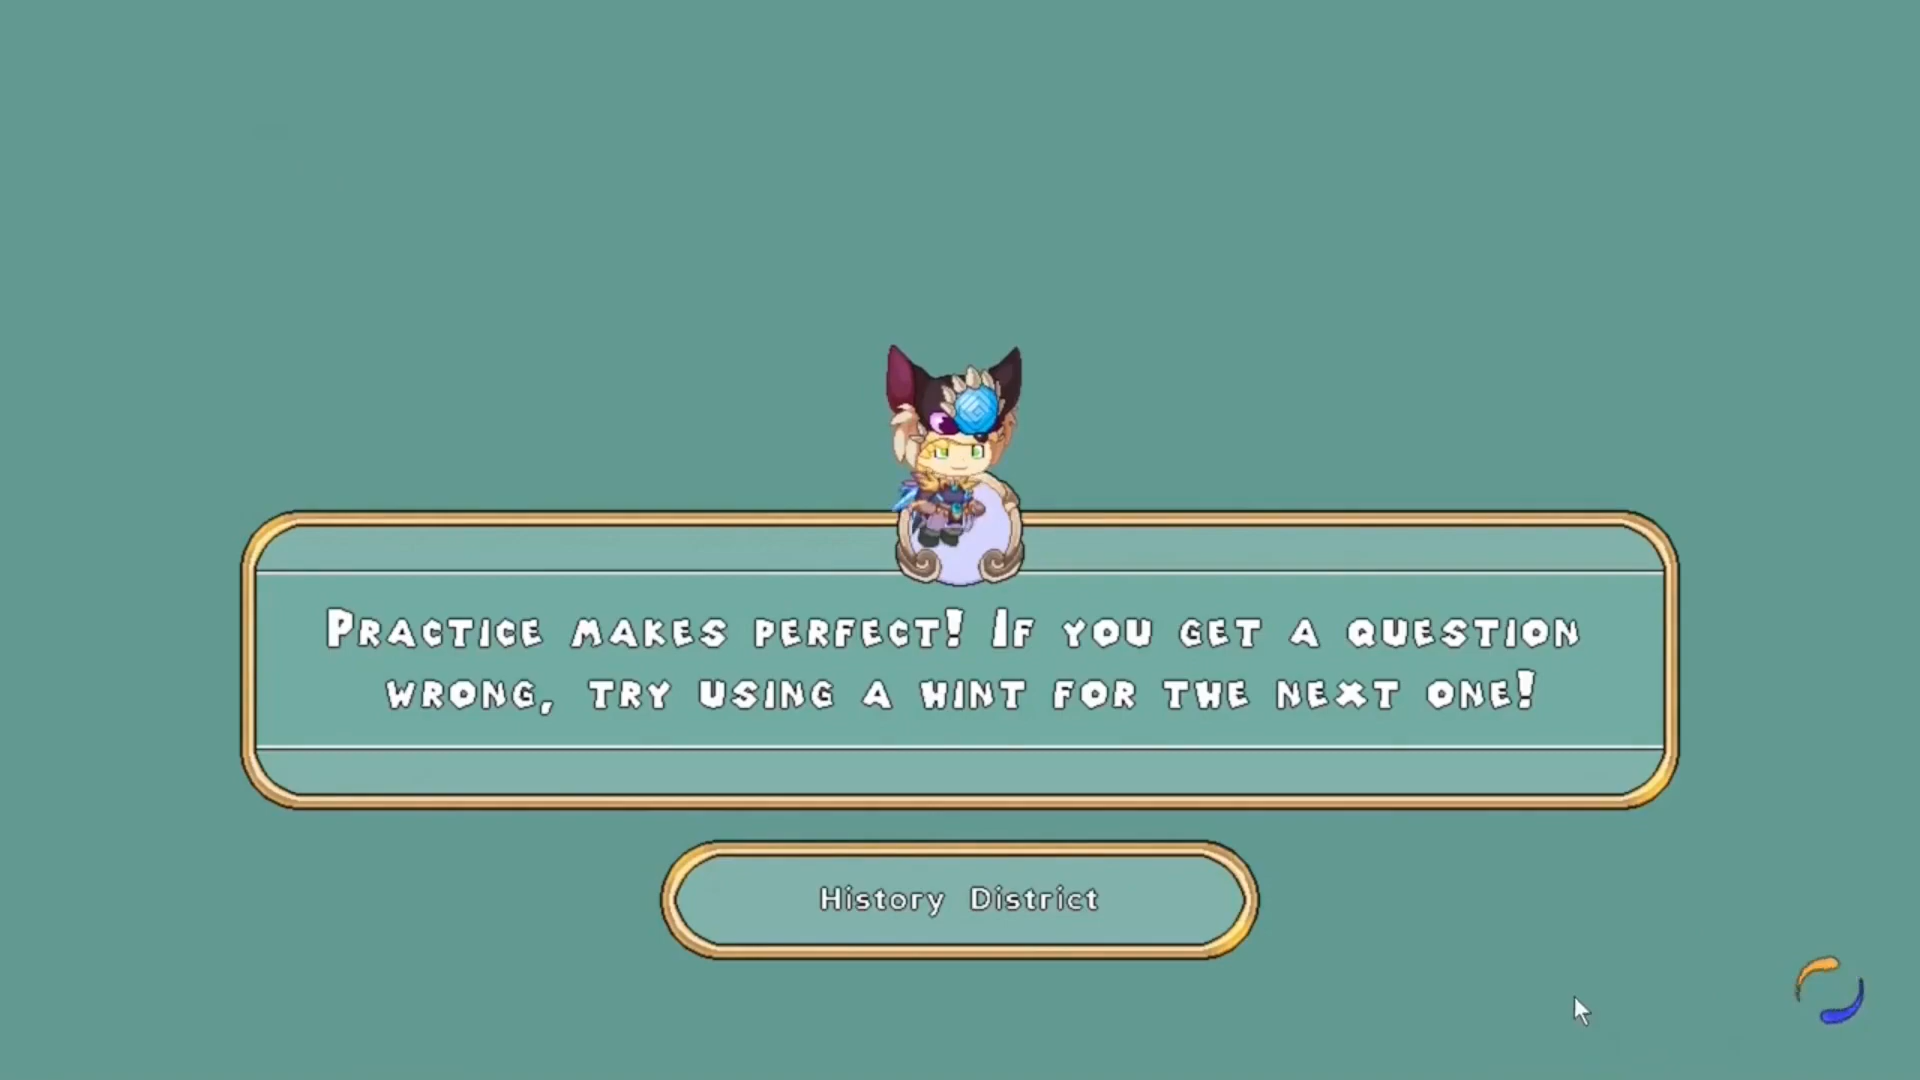 Practice makes perfect! If you get a question
wrong, try using a hint for the next one!
History District